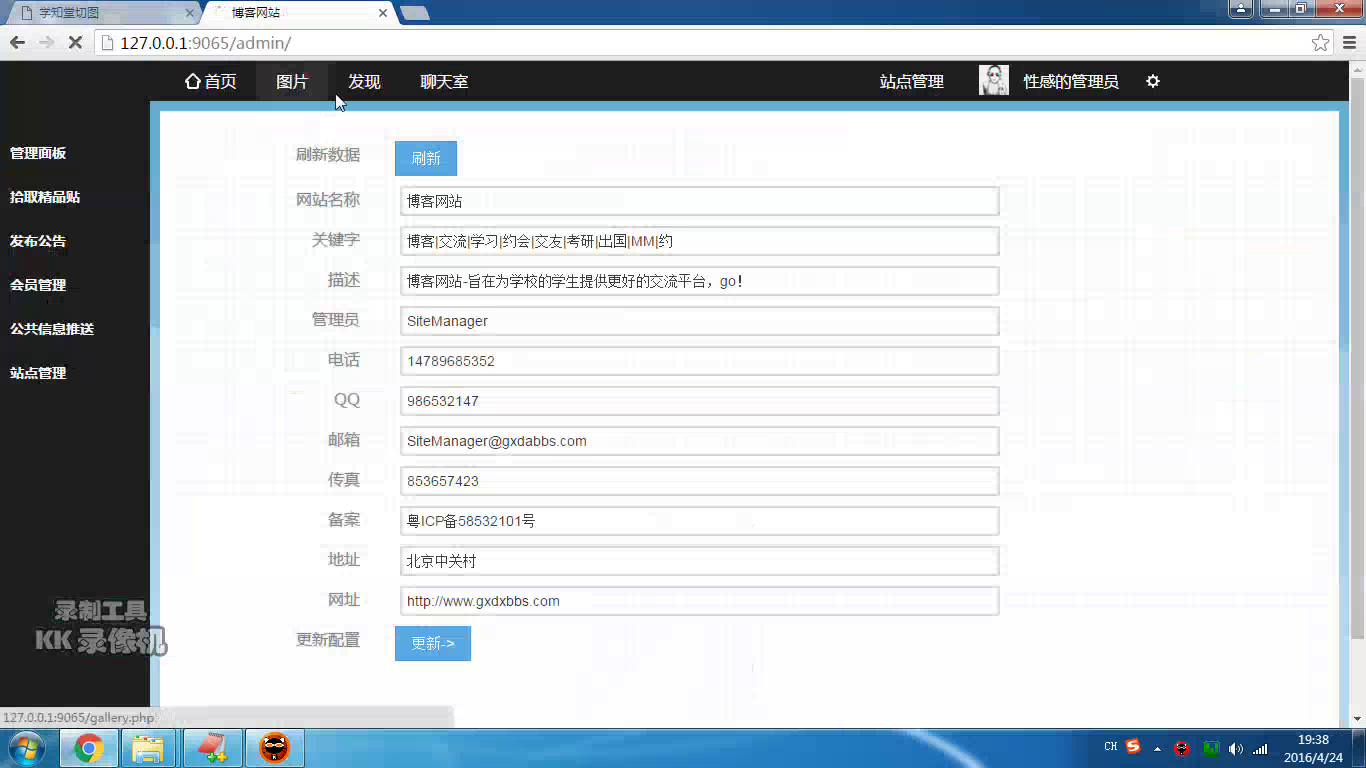 学知堂切图
博客网站
127.0.0.1:9065/admin/
首页 图片 发现 聊天室 站点管理 性感的管理员
管理面板
拾取精品贴
发布公告
会员管理
公共信息推送
站点管理
刷新数据 刷新
网站名称 博客网站
关键字 博客|交流|学习|约会|交友|考研|出国|MM|约
描述 博客网站-旨在为学校的学生提供更好的交流平台，go！
管理员 SiteManager
电话 14789685352
QQ 986532147
邮箱 SiteManager@gxdabbs.com
传真 853657423
备案 粤ICP备58532101号
地址 北京中关村
网址 http://www.gxdxbbs.com
更新配置 更新->
录制工具
KK 录像机
127.0.0.1:9065/gallery.php
CH
19:38
2016/4/24